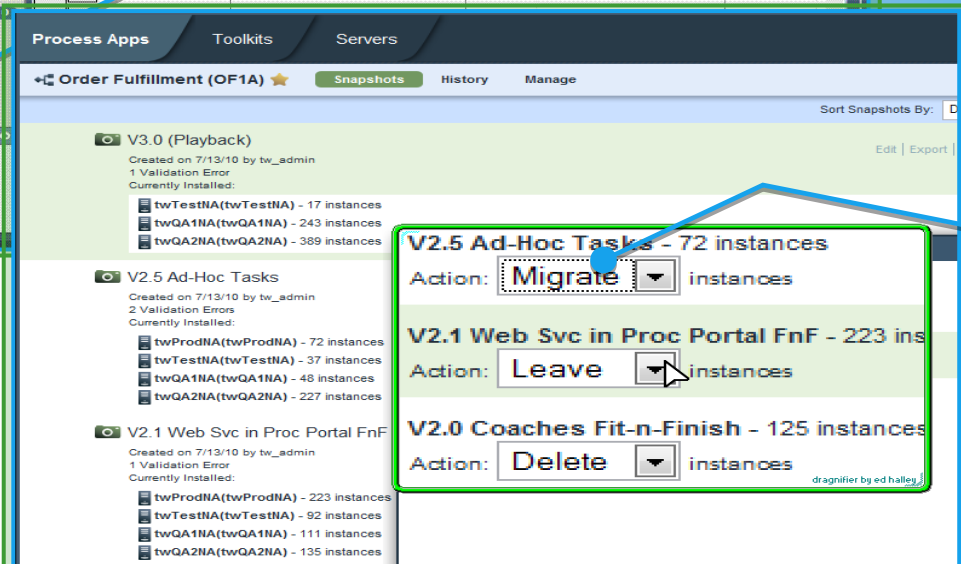 Process Apps Toolkits Servers
Order Fulfillment (OF1A) Snapshots History Manage
Sort Snapshots By: D
V3.0 (Playback)
Edit | Export |
Created on 7/13/10 by tw_admin
1 Validation Error
Currently Installed:
twTestNA(twTestNA) - 17 instances
twQA1NA(twQA1NA) - 243 instances
twQA2NA(twQA2NA) - 389 instances
V2.5 Ad-Hoc Tasks
Created on 7/13/10 by tw_admin
2 Validation Errors
Currently Installed:
twProdNA(twProdNA) - 72 instances
twTestNA(twTestNA) - 37 instances
twQA1NA(twQA1NA) - 48 instances
twQA2NA(twQA2NA) - 227 instances
V2.1 Web Svc in Proc Portal FnF
Created on 7/13/10 by tw_admin
1 Validation Error
Currently Installed:
twProdNA(twProdNA) - 223 instances
twTestNA(twTestNA) - 92 instances
twQA1NA(twQA1NA) - 111 instances
twQA2NA(twQA2NA) - 135 instances
V2.5 Ad-Hoc Tasks - 72 instances
Action: Migrate instances
V2.1 Web Svc in Proc Portal FnF - 223 ins
Action: Leave instances
V2.0 Coaches Fit-n-Finish - 125 instances
Action: Delete instances
dragnifier by ed halley